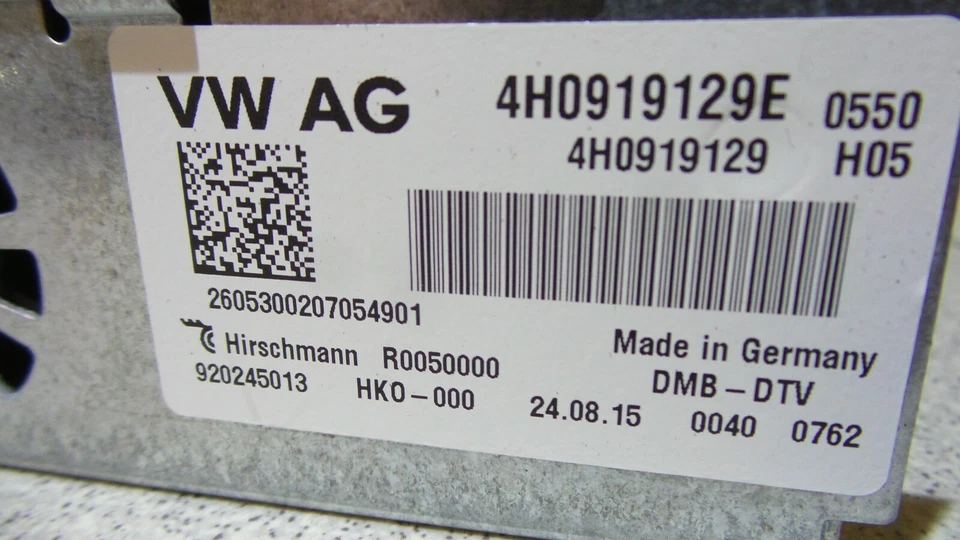 VW AG 4H0919129E 0550
4H0919129 H05
2605300207054901
Hirschmann R0050000 Made in Germany
920245013 HKO-000 DMB-DTV
24.08.15 0040 0762